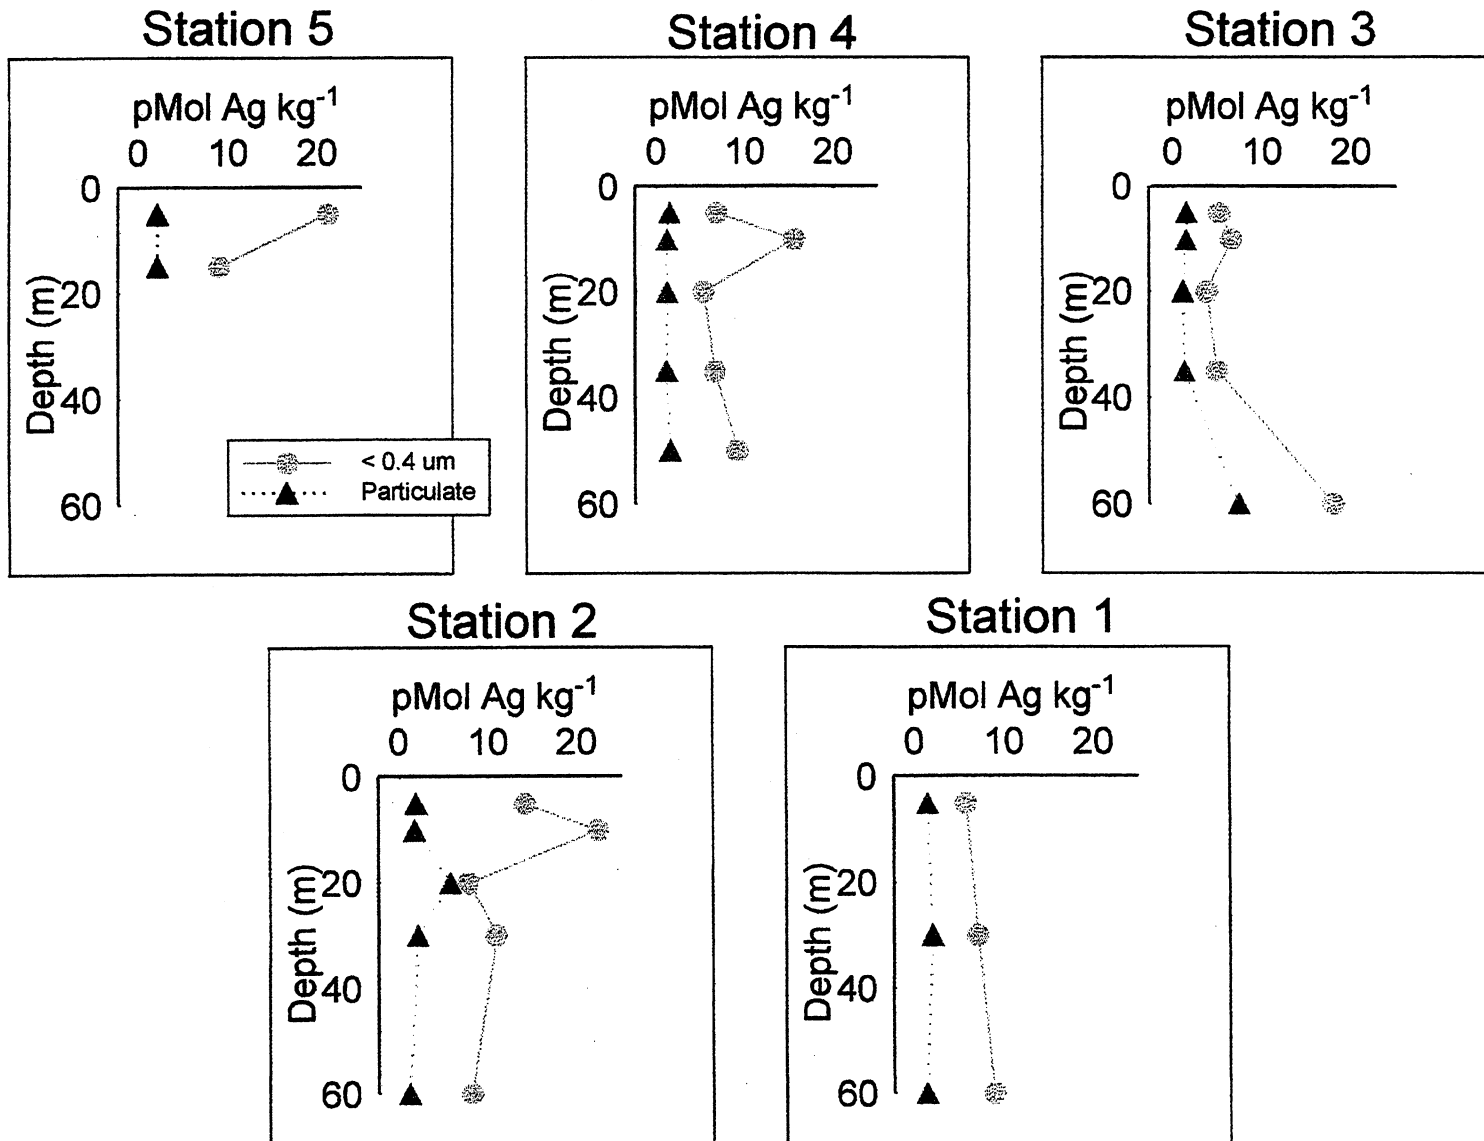 Station 5
pMol Ag kg-1
0 10 20
0
20
40
60
Depth (m)
< 0.4 um
Particulate
Station 4
pMol Ag kg-1
0 10 20
0
20
40
60
Depth (m)
Station 3
pMol Ag kg-1
0 10 20
0
20
40
60
Depth (m)
Station 2
pMol Ag kg-1
0 10 20
0
20
40
60
Depth (m)
Station 1
pMol Ag kg-1
0 10 20
0
20
40
60
Depth (m)